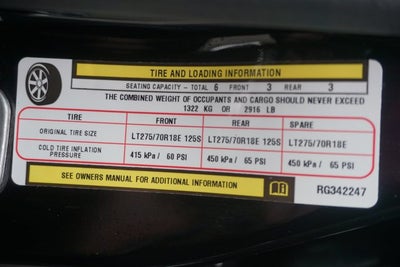 TIRE AND LOADING INFORMATION
SEATING CAPACITY - TOTAL 6 FRONT 3 REAR 3
THE COMBINED WEIGHT OF OCCUPANTS AND CARGO SHOULD NEVER EXCEED
1322 KG OR 2916 LB
TIRE FRONT REAR SPARE
ORIGINAL TIRE SIZE LT275/70R18E 125S LT275/70R18E 125S LT275/70R18E
COLD TIRE INFLATION PRESSURE 415 kPa / 60 PSI 450 kPa / 65 PSI 450 kPa / 65 PSI
SEE OWNERS MANUAL FOR ADDITIONAL INFORMATION
RG342247